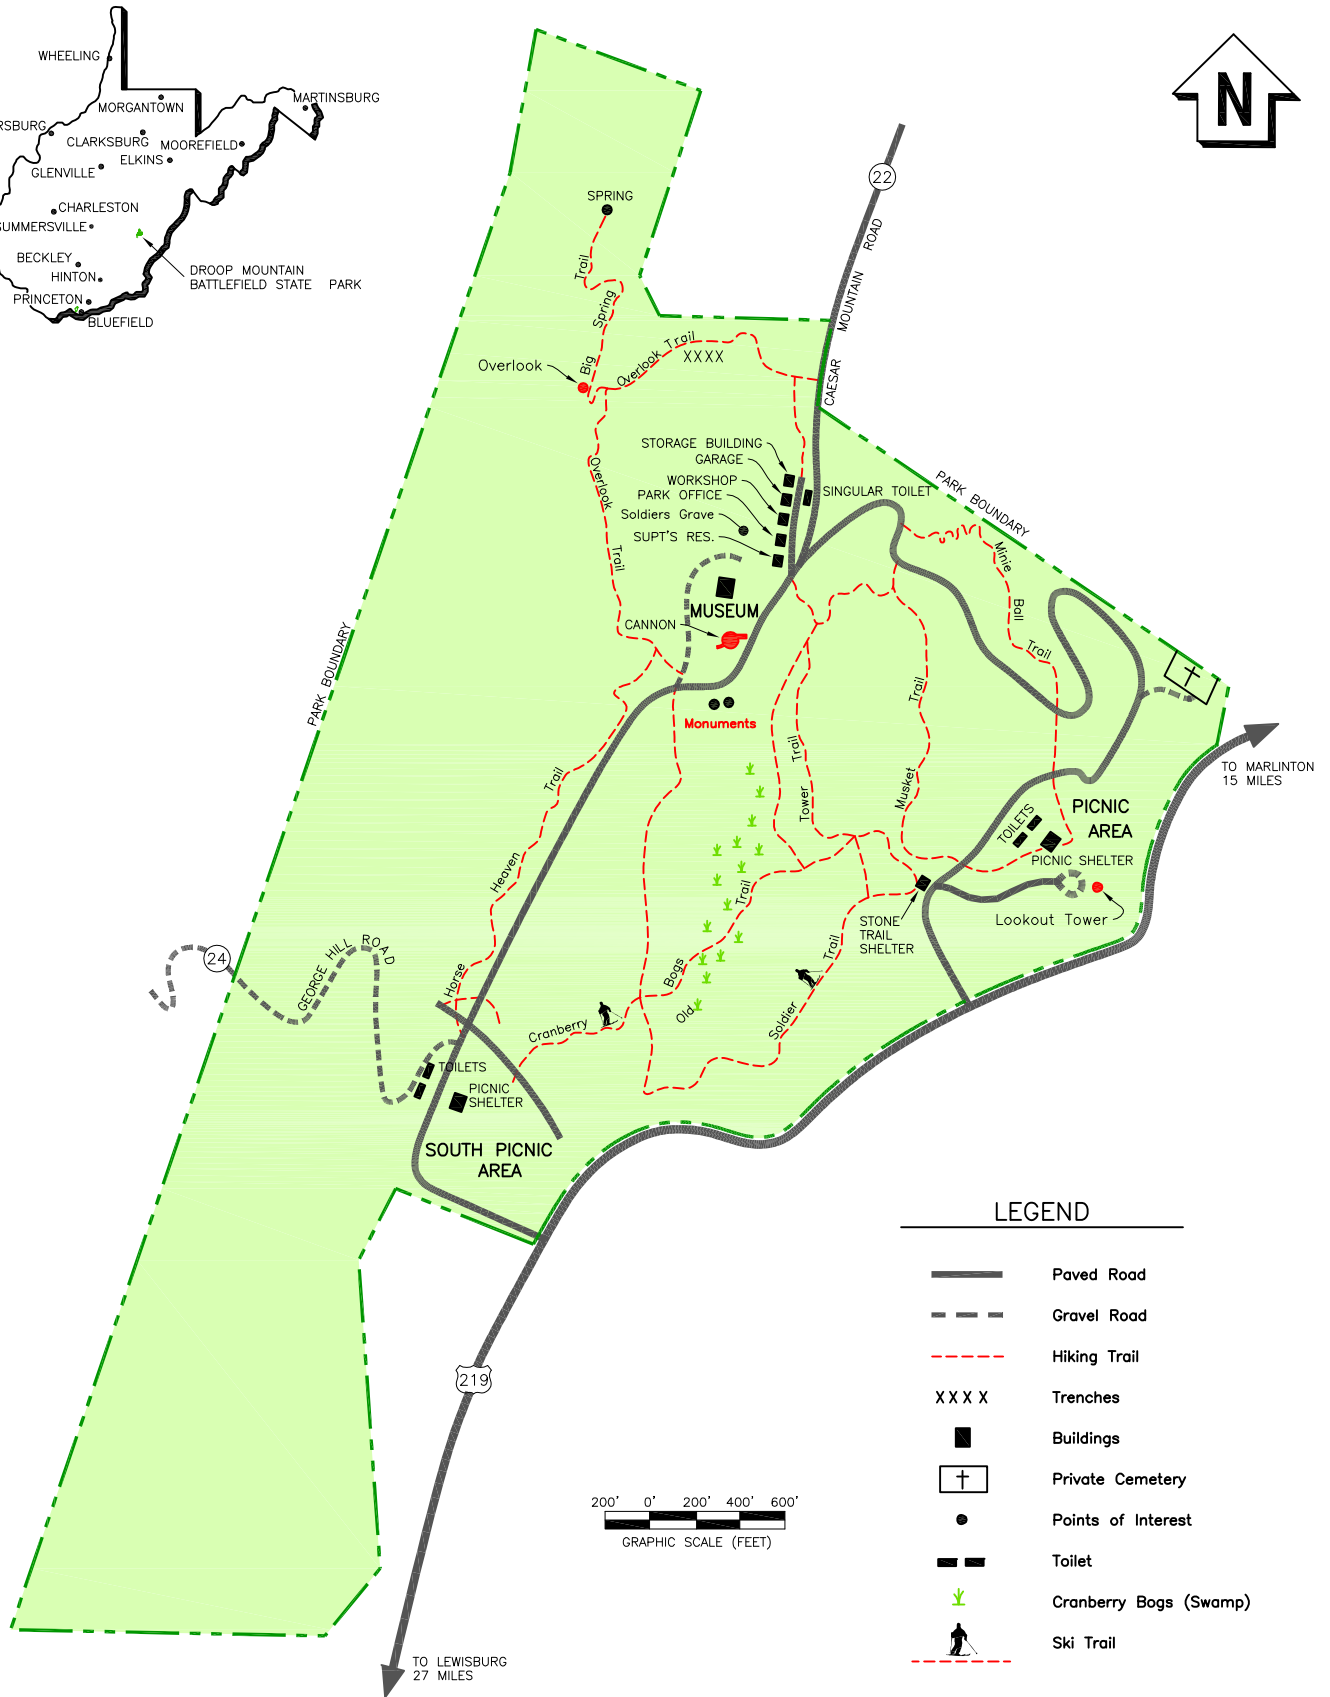 WHEELING
MORGANTOWN
MARTINSBURG
RSBURG
CLARKSBURG
MOOREFIELD
ELKINS
GLENVILLE
CHARLESTON
SUMMERSVILLE
BECKLEY
HINTON
PRINCETON
BLUEFIELD
DROOP MOUNTAIN
BATTLEFIELD STATE PARK
N
22
CAESAR MOUNTAIN ROAD
SPRING
Big Spring Trail
Overlook
Overlook Trail
XXXX
STORAGE BUILDING
GARAGE
WORKSHOP
PARK OFFICE
Soldiers Grave
SUPT'S RES.
SINGULAR TOILET
PARK BOUNDARY
Overlook Trail
MUSEUM
CANNON
Monuments
Minie Ball Trail
PARK BOUNDARY
Tower Trail
Musket Trail
TO MARLINTON
15 MILES
PICNIC
AREA
TOILETS
PICNIC SHELTER
Lookout Tower
STONE
TRAIL
SHELTER
Horse Heaven Trail
24
GEORGE HILL ROAD
Cranberry Bogs Trail
Old Soldier Trail
TOILETS
PICNIC
SHELTER
SOUTH PICNIC
AREA
219
TO LEWISBURG
27 MILES
200' 0' 200' 400' 600'
GRAPHIC SCALE (FEET)
LEGEND
Paved Road
Gravel Road
Hiking Trail
XXXX Trenches
Buildings
Private Cemetery
Points of Interest
Toilet
Cranberry Bogs (Swamp)
Ski Trail